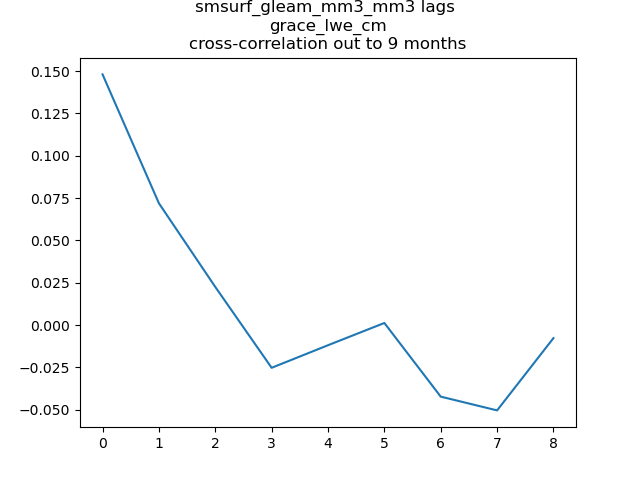 smsurf_gleam_mm3_mm3 lags
grace_lwe_cm
cross-correlation out to 9 months
0.150
0.125
0.100
0.075
0.050
0.025
0.000
−0.025
−0.050
0 1 2 3 4 5 6 7 8